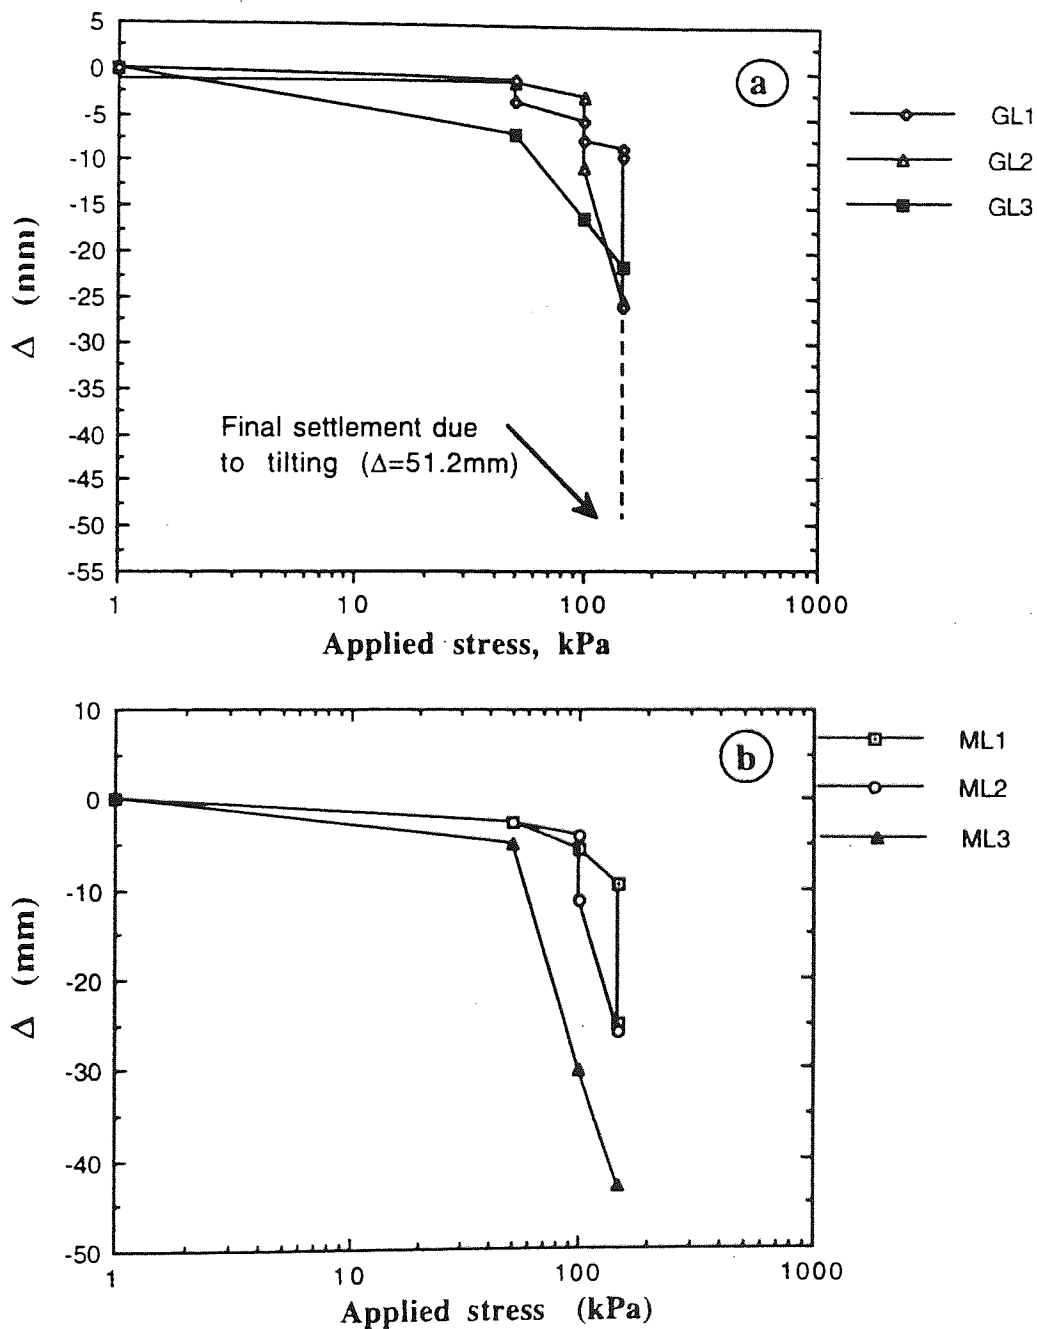 5
0
-5
-10
-15
-20
-25
-30
-35
-40
-45
-50
-55
Δ (mm)
a
GL1
GL2
GL3
Final settlement due
to tilting (Δ=51.2mm)
1 10 100 1000
Applied stress, kPa
10
0
-10
-20
-30
-40
-50
Δ (mm)
b
ML1
ML2
ML3
1 10 100 1000
Applied stress (kPa)